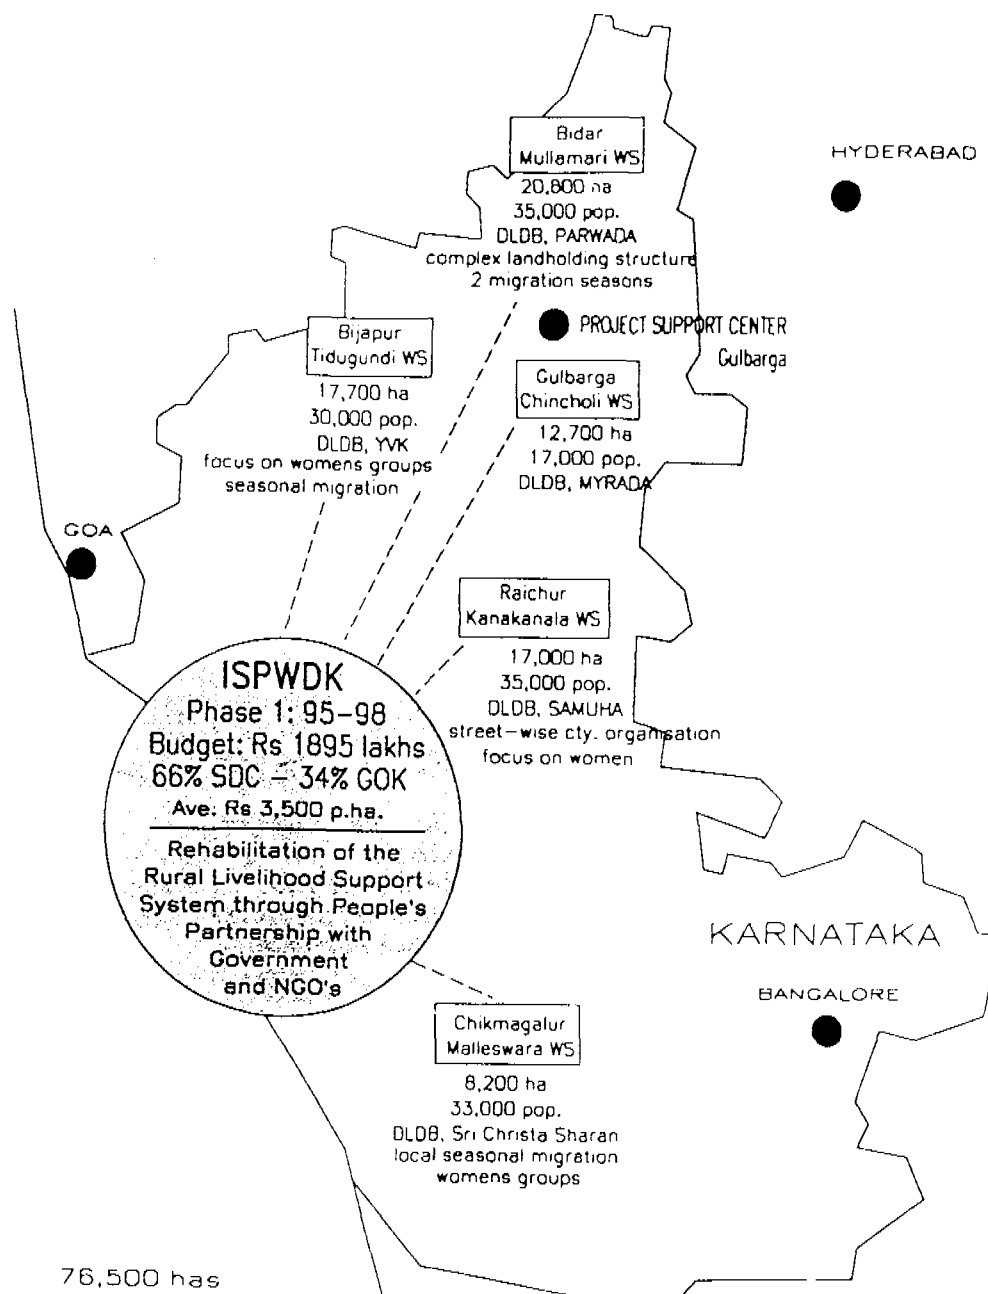 HYDERABAD
Bidar
Mullamari WS
20,800 ha
35,000 pop.
DLDB, PARWADA
complex landholding structure
2 migration seasons
PROJECT SUPPORT CENTER
Gulbarga
Bijapur
Tidugundi WS
17,700 ha
30,000 pop.
DLDB, YVK
focus on womens groups
seasonal migration
Gulbarga
Chincholi WS
12,700 ha
17,000 pop.
DLDB, MYRADA
GOA
Raichur
Kanakanala WS
17,000 ha
35,000 pop.
DLDB, SAMUHA
street-wise cty. organisation
focus on women
ISPWDK
Phase 1: 95-98
Budget: Rs 1895 lakhs
66% SDC - 34% GOK
Ave: Rs 3,500 p.ha.
Rehabilitation of the
Rural Livelihood Support
System through People's
Partnership with
Government
and NGO's
KARNATAKA
BANGALORE
Chikmagalur
Malleswara WS
8,200 ha
33,000 pop.
DLDB, Sri Christa Sharan
local seasonal migration
womens groups
76,500 has